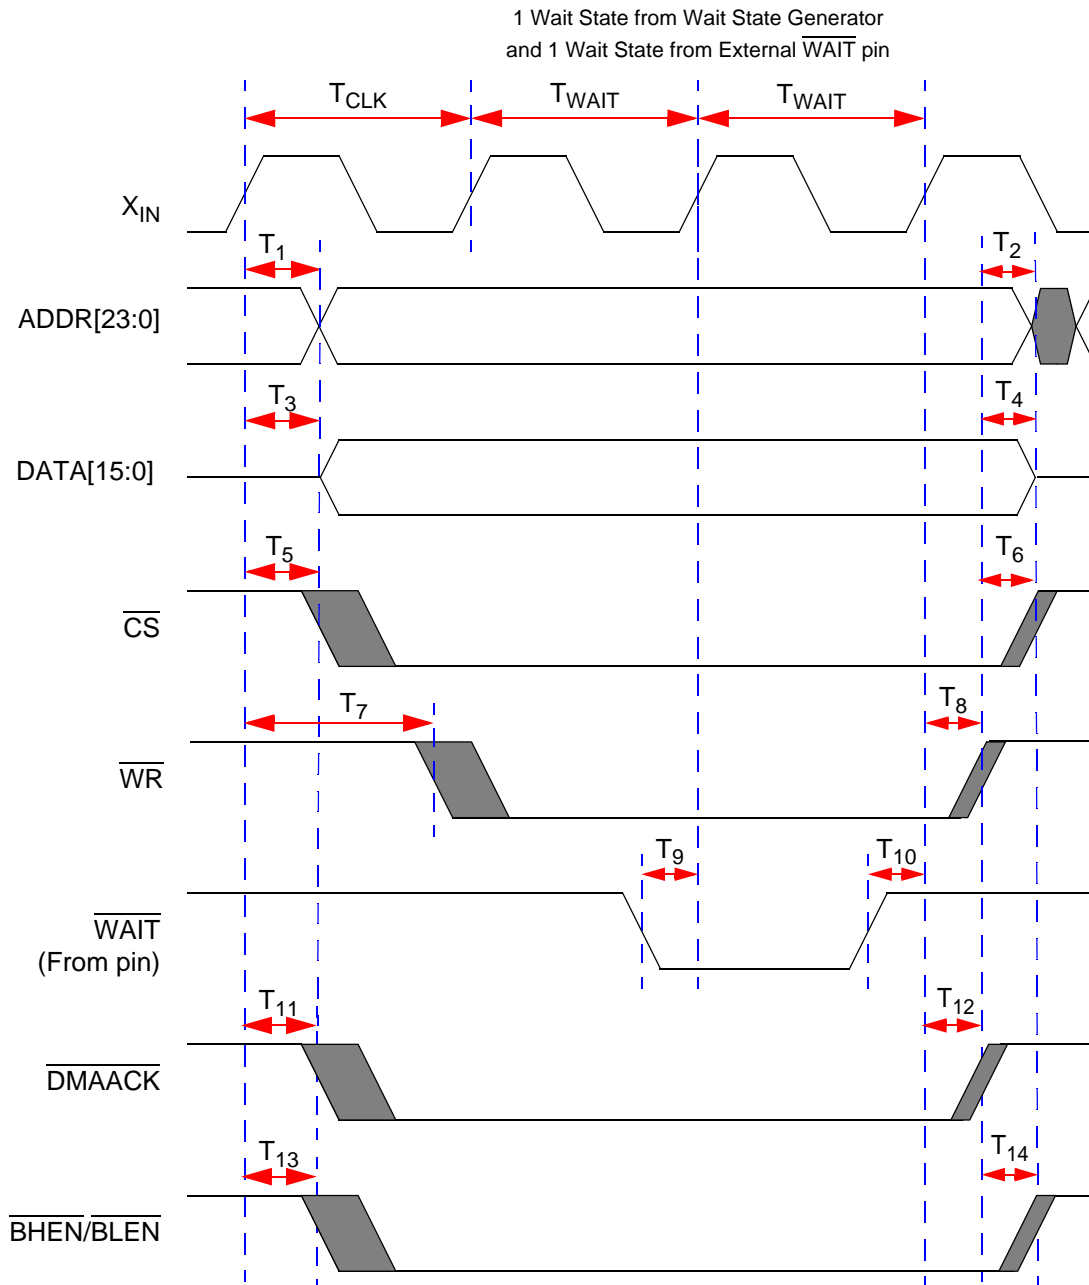 1 Wait State from Wait State Generator
and 1 Wait State from External WAIT pin
TCLK TWAIT TWAIT
XIN
T1 T2
ADDR[23:0]
T3 T4
DATA[15:0]
T5 T6
CS
T7 T8
WR
T9 T10
WAIT
(From pin)
T11 T12
DMAACK
T13 T14
BHEN/BLEN